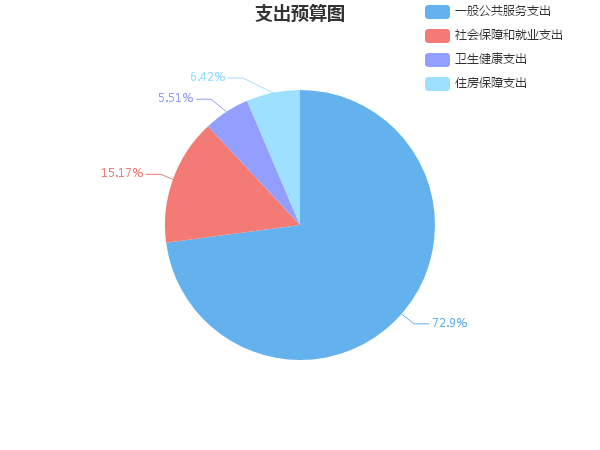 支出预算图
一般公共服务支出
社会保障和就业支出
卫生健康支出
住房保障支出
6.42%
5.51%
15.17%
72.9%